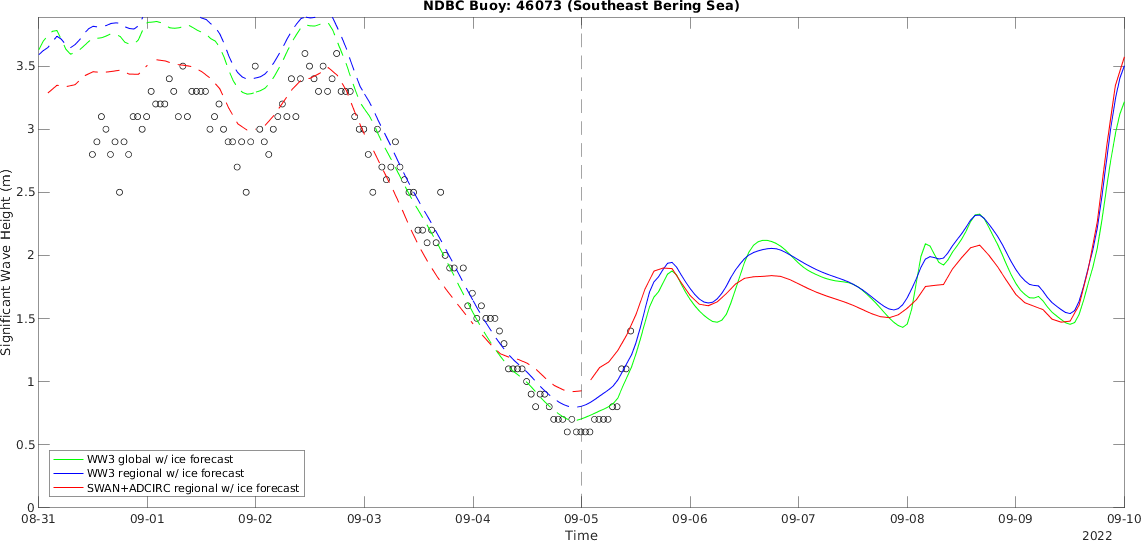 NDBC Buoy: 46073 (Southeast Bering Sea)
Significant Wave Height (m)
3.5
3
2.5
2
1.5
1
0.5
0
WW3 global w/ ice forecast
WW3 regional w/ ice forecast
SWAN+ADCIRC regional w/ ice forecast
08-31 09-01 09-02 09-03 09-04 09-05 09-06 09-07 09-08 09-09 09-10
Time
2022